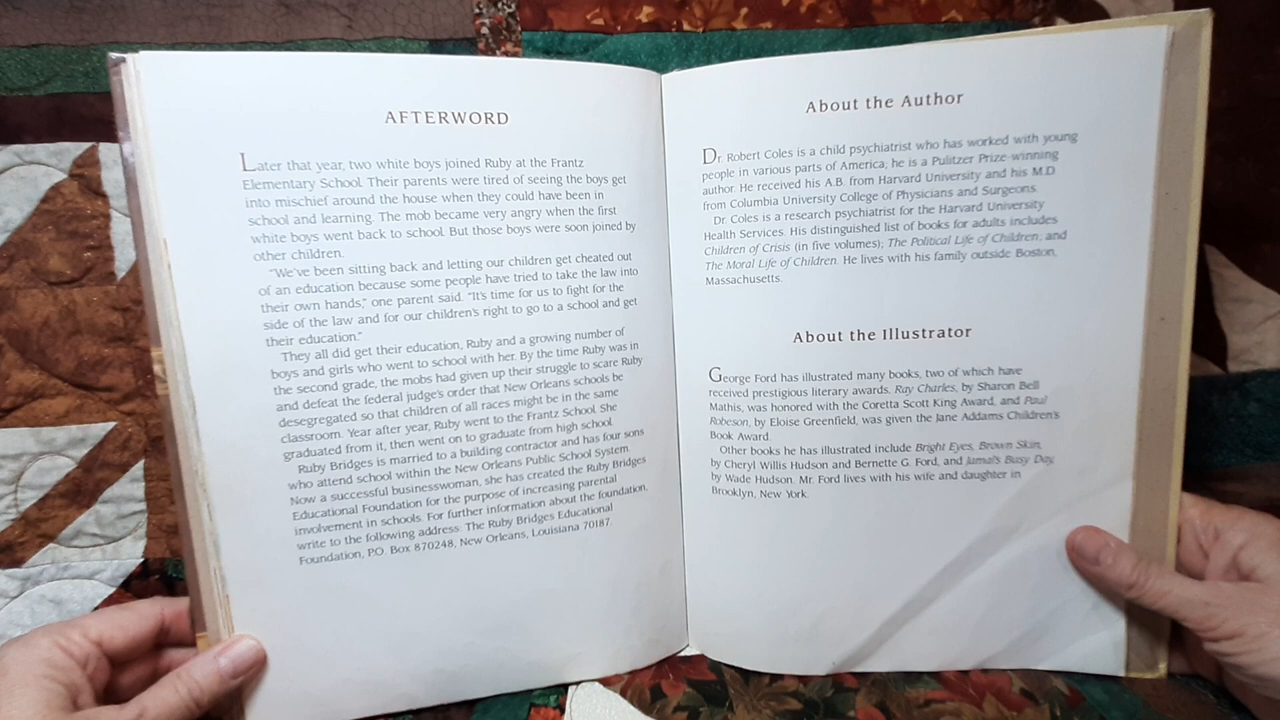 AFTERWORD
Later that year, two white boys joined Ruby at the Frantz
Elementary School. Their parents were tired of seeing the boys get
into mischief around the house when they could have been in
school and learning. The mob became very angry when the first
white boys went back to school. But those boys were soon joined by
other children.
"We've been sitting back and letting our children get cheated out
of an education because some people have tried to take the law into
their own hands," one parent said. "It's time for us to fight for the
side of the law and for our children's right to go to a school and get
their education."
They all did get their education, Ruby and a growing number of
boys and girls who went to school with her. By the time Ruby was in
the second grade, the mobs had given up their struggle to scare Ruby
and defeat the federal judge's order that New Orleans schools be
desegregated so that children of all races might be in the same
classroom. Year after year, Ruby went to the Frantz School. She
graduated from it, then went on to graduate from high school.
Ruby Bridges is married to a building contractor and has four sons
who attend school within the New Orleans Public School System.
Now a successful businesswoman, she has created the Ruby Bridges
Educational Foundation for the purpose of increasing parental
involvement in schools. For further information about the foundation,
write to the following address: The Ruby Bridges Educational
Foundation, P.O. Box 870248, New Orleans, Louisiana 70187.
About the Author
Dr. Robert Coles is a child psychiatrist who has worked with young
people in various parts of America; he is a Pulitzer Prize-winning
author. He received his A.B. from Harvard University and his M.D.
from Columbia University College of Physicians and Surgeons.
Dr. Coles is a research psychiatrist for the Harvard University
Health Services. His distinguished list of books for adults includes
Children of Crisis (in five volumes); The Political Life of Children; and
The Moral Life of Children. He lives with his family outside Boston,
Massachusetts.
About the Illustrator
George Ford has illustrated many books, two of which have
received prestigious literary awards. Ray Charles, by Sharon Bell
Mathis, was honored with the Coretta Scott King Award, and Paul
Robeson, by Eloise Greenfield, was given the Jane Addams Children's
Book Award.
Other books he has illustrated include Bright Eyes, Brown Skin,
by Cheryl Willis Hudson and Bernette G. Ford, and Jamal's Busy Day,
by Wade Hudson. Mr. Ford lives with his wife and daughter in
Brooklyn, New York.